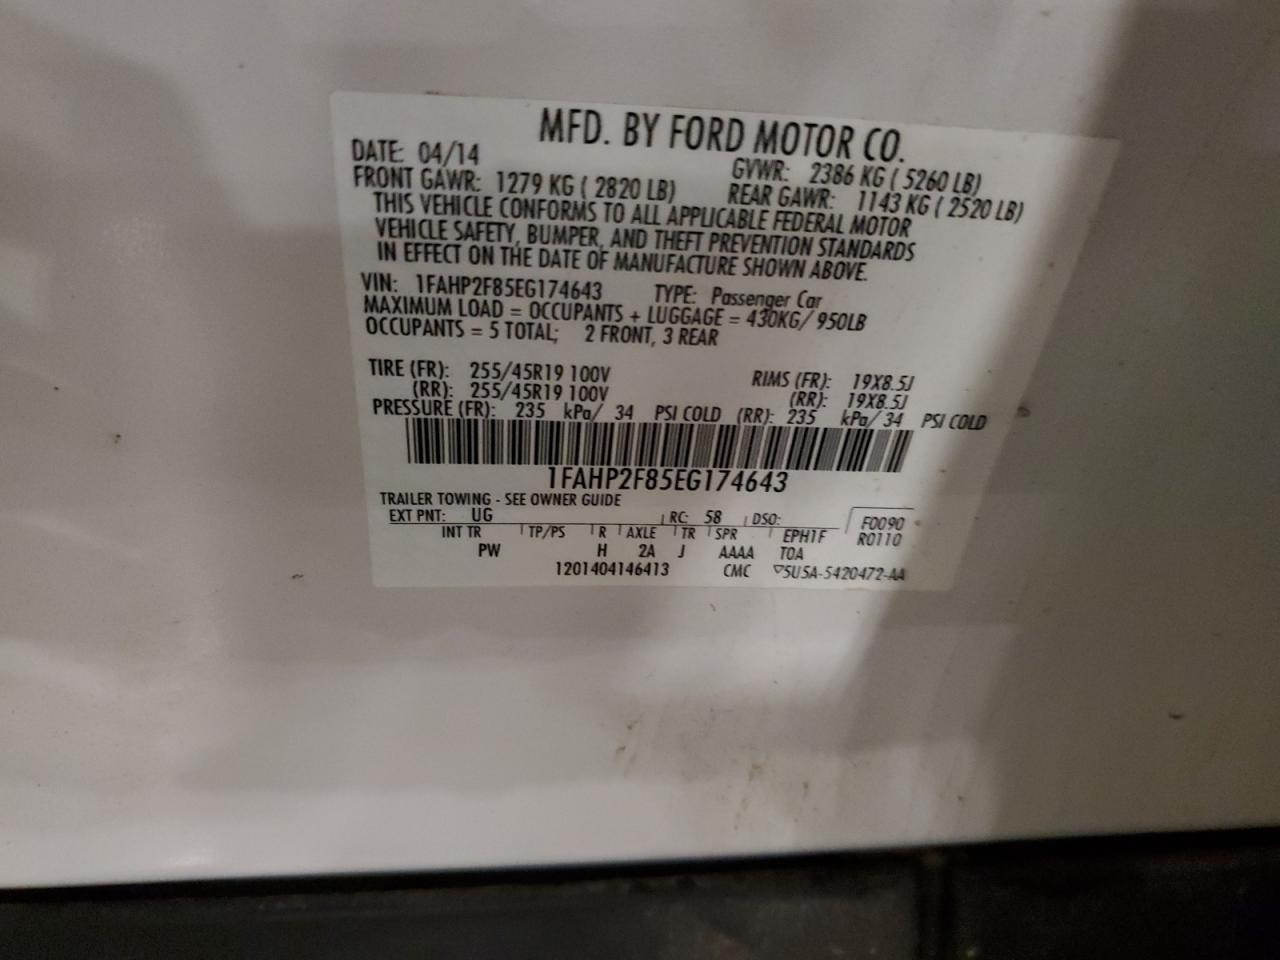 MFD. BY FORD MOTOR CO.
DATE: 04/14 GVWR: 2386 KG ( 5260 LB)
FRONT GAWR: 1279 KG ( 2820 LB) REAR GAWR: 1143 KG ( 2520 LB)
THIS VEHICLE CONFORMS TO ALL APPLICABLE FEDERAL MOTOR
VEHICLE SAFETY, BUMPER, AND THEFT PREVENTION STANDARDS
IN EFFECT ON THE DATE OF MANUFACTURE SHOWN ABOVE.
VIN: 1FAHP2F85EG174643 TYPE: Passenger Car
MAXIMUM LOAD = OCCUPANTS + LUGGAGE = 430KG/ 950LB
OCCUPANTS = 5 TOTAL; 2 FRONT, 3 REAR
TIRE (FR): 255/45R19 100V RIMS (FR): 19X8.5J
(RR): 255/45R19 100V (RR): 19X8.5J
PRESSURE (FR): 235 kPa/ 34 PSI COLD (RR): 235 kPa/ 34 PSI COLD
1FAHP2F85EG174643
TRAILER TOWING - SEE OWNER GUIDE
EXT PNT: UG RC: 58 DSO: F0090
INT TR TP/PS R AXLE TR SPR EPH1F R0110
PW H 2A J AAAA TOA
1201404146413 CMC ▽5U5A-5420472-AA